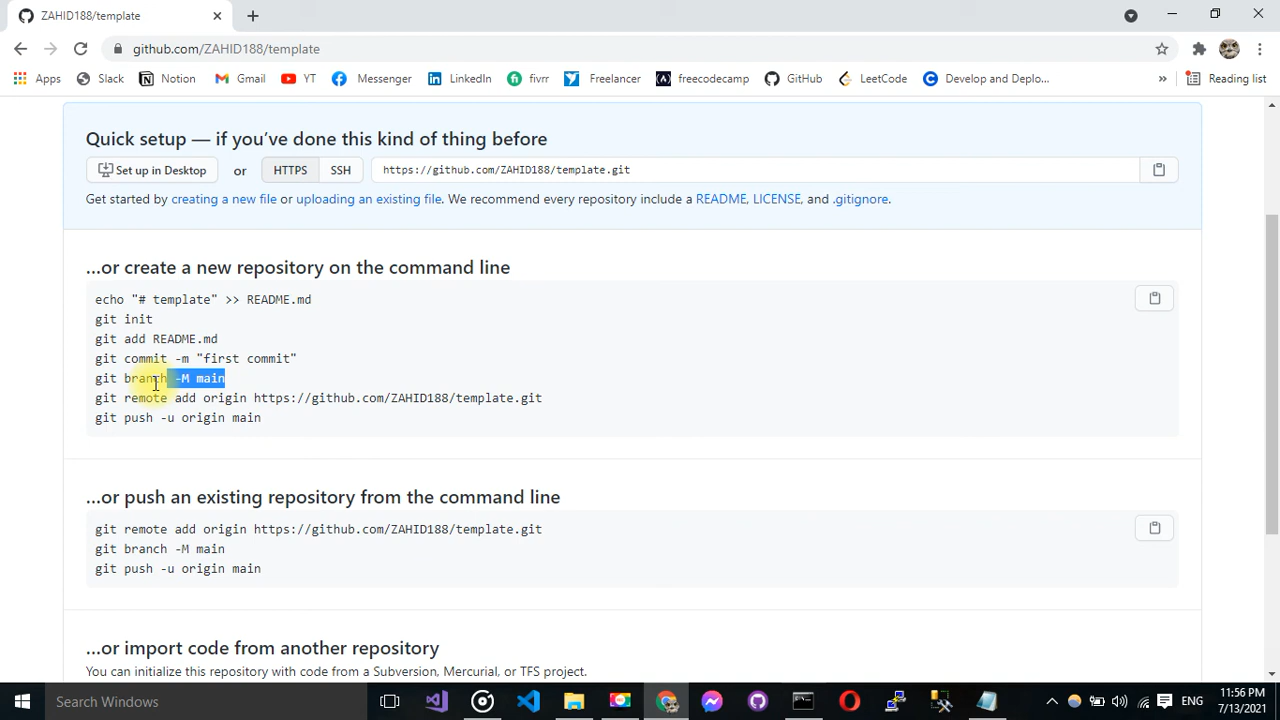 ZAHID188/template
github.com/ZAHID188/template
Apps Slack Notion Gmail YT Messenger LinkedIn fivrr Freelancer freecodecamp GitHub LeetCode Develop and Deplo... » Reading list
Quick setup — if you've done this kind of thing before
Set up in Desktop or HTTPS SSH https://github.com/ZAHID188/template.git
Get started by creating a new file or uploading an existing file. We recommend every repository include a README, LICENSE, and .gitignore.
...or create a new repository on the command line
echo "# template" >> README.md
git init
git add README.md
git commit -m "first commit"
git branch -M main
git remote add origin https://github.com/ZAHID188/template.git
git push -u origin main
...or push an existing repository from the command line
git remote add origin https://github.com/ZAHID188/template.git
git branch -M main
git push -u origin main
...or import code from another repository
You can initialize this repository with code from a Subversion, Mercurial, or TFS project.
Search Windows
ENG
11:56 PM
7/13/2021